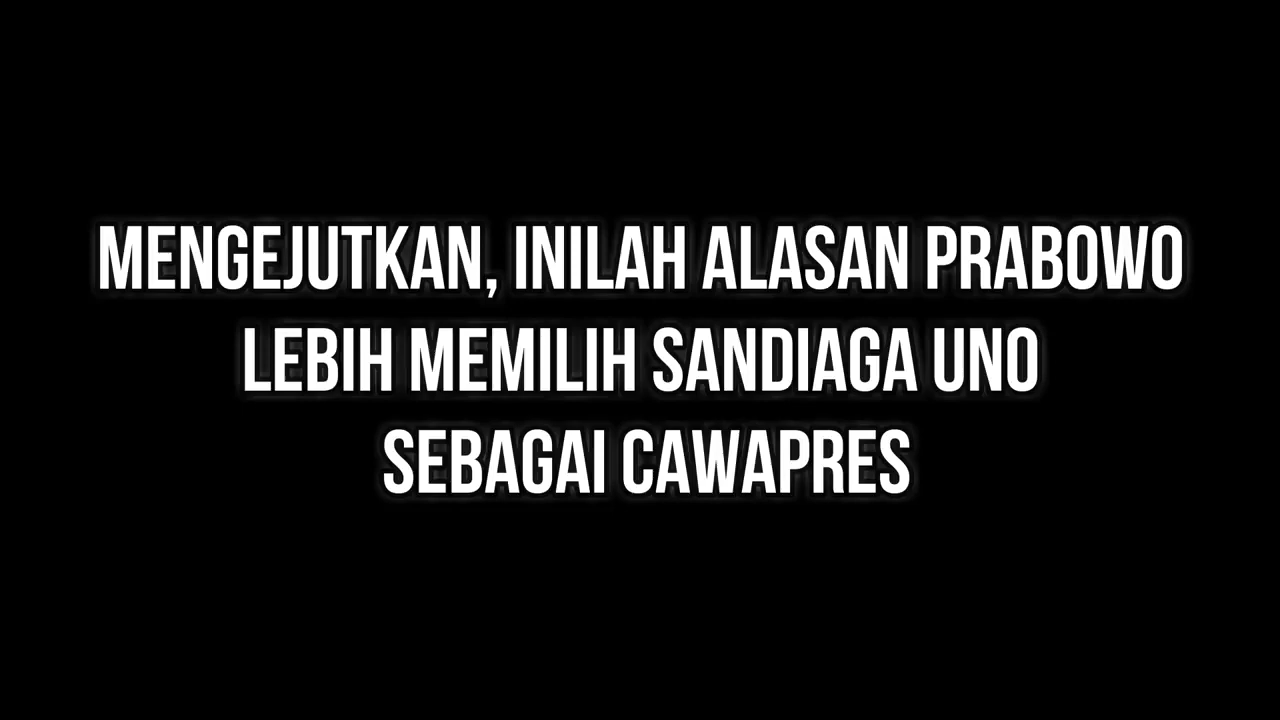 MENGEJUTKAN, INILAH ALASAN PRABOWO
LEBIH MEMILIH SANDIAGA UNO
SEBAGAI CAWAPRES